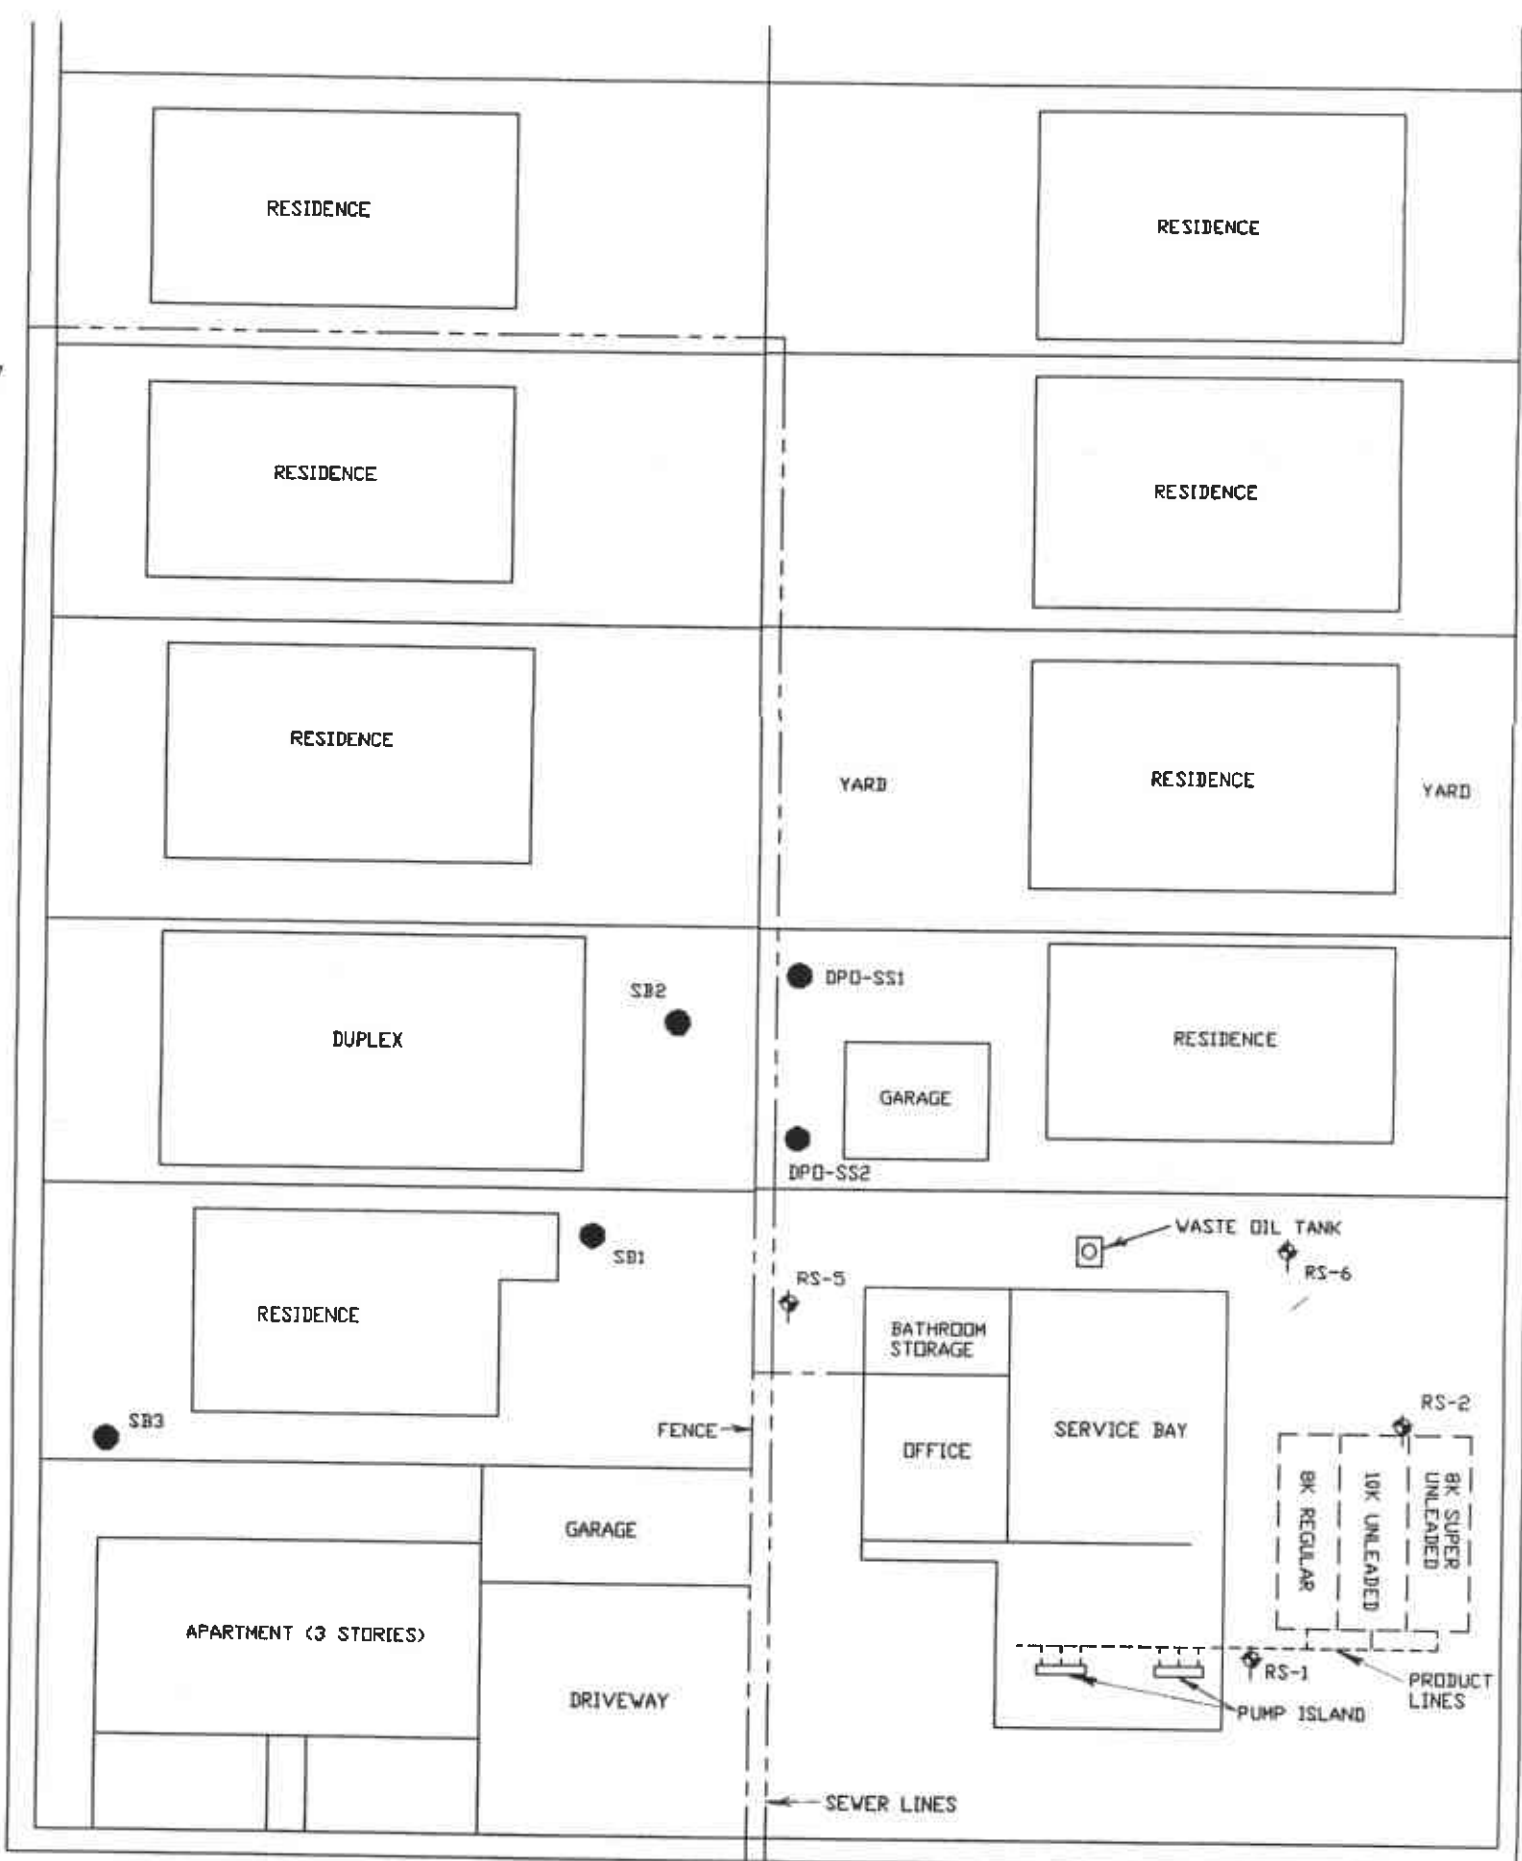 RESIDENCE
RESIDENCE
RESIDENCE
RESIDENCE
RESIDENCE
YARD
RESIDENCE
YARD
SB2
DPO-SS1
DUPLEX
RESIDENCE
GARAGE
DPO-SS2
WASTE OIL TANK
SB1
RS-5
RS-6
RESIDENCE
BATHROOM
STORAGE
SB3
FENCE
OFFICE
SERVICE BAY
RS-2
8K REGULAR
10K UNLEADED
8K SUPER
UNLEADED
GARAGE
APARTMENT (3 STORIES)
DRIVEWAY
RS-1
PRODUCT
LINES
PUMP ISLAND
SEWER LINES